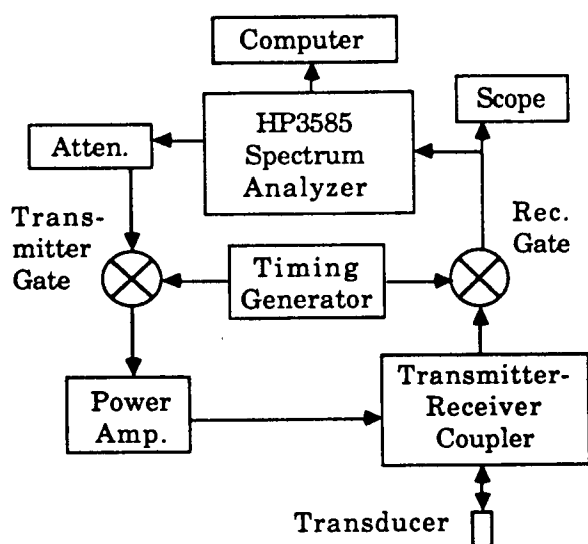 Computer
HP3585
Spectrum
Analyzer
Scope
Atten.
Trans-
mitter
Gate
Rec.
Gate
Timing
Generator
Power
Amp.
Transmitter-
Receiver
Coupler
Transducer